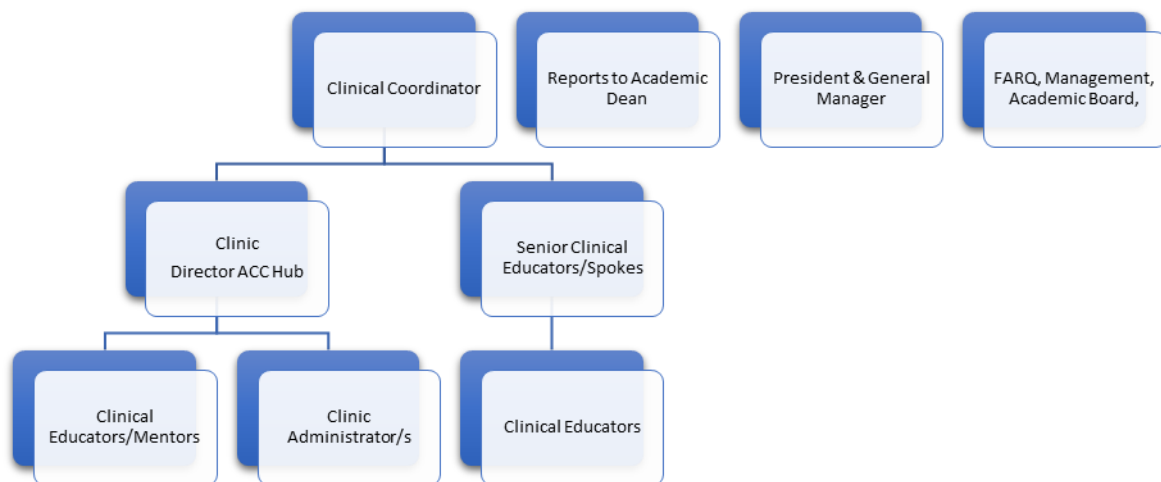 Clinical Coordinator
Reports to Academic
Dean
President & General
Manager
FARQ, Management,
Academic Board,
Clinic
Director ACC Hub
Senior Clinical
Educators/Spokes
Clinical
Educators/Mentors
Clinic
Administrator/s
Clinical Educators